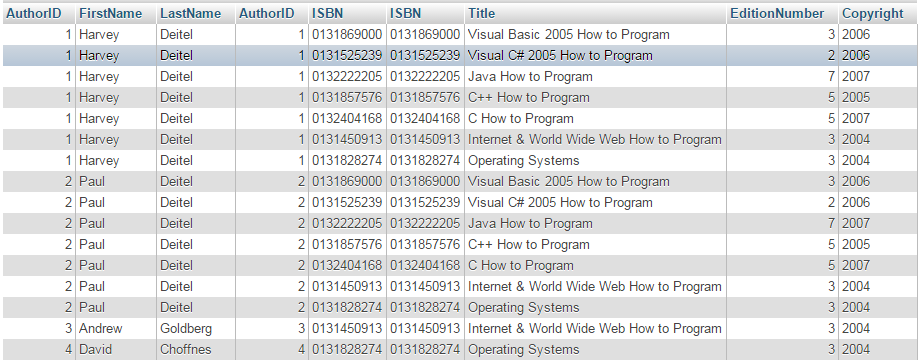 AuthorID FirstName LastName AuthorID ISBN ISBN Title EditionNumber Copyright
1 Harvey Deitel 1 0131869000 0131869000 Visual Basic 2005 How to Program 3 2006
1 Harvey Deitel 1 0131525239 0131525239 Visual C# 2005 How to Program 2 2006
1 Harvey Deitel 1 0132222205 0132222205 Java How to Program 7 2007
1 Harvey Deitel 1 0131857576 0131857576 C++ How to Program 5 2005
1 Harvey Deitel 1 0132404168 0132404168 C How to Program 5 2007
1 Harvey Deitel 1 0131450913 0131450913 Internet & World Wide Web How to Program 3 2004
1 Harvey Deitel 1 0131828274 0131828274 Operating Systems 3 2004
2 Paul Deitel 2 0131869000 0131869000 Visual Basic 2005 How to Program 3 2006
2 Paul Deitel 2 0131525239 0131525239 Visual C# 2005 How to Program 2 2006
2 Paul Deitel 2 0132222205 0132222205 Java How to Program 7 2007
2 Paul Deitel 2 0131857576 0131857576 C++ How to Program 5 2005
2 Paul Deitel 2 0132404168 0132404168 C How to Program 5 2007
2 Paul Deitel 2 0131450913 0131450913 Internet & World Wide Web How to Program 3 2004
2 Paul Deitel 2 0131828274 0131828274 Operating Systems 3 2004
3 Andrew Goldberg 3 0131450913 0131450913 Internet & World Wide Web How to Program 3 2004
4 David Choffnes 4 0131828274 0131828274 Operating Systems 3 2004